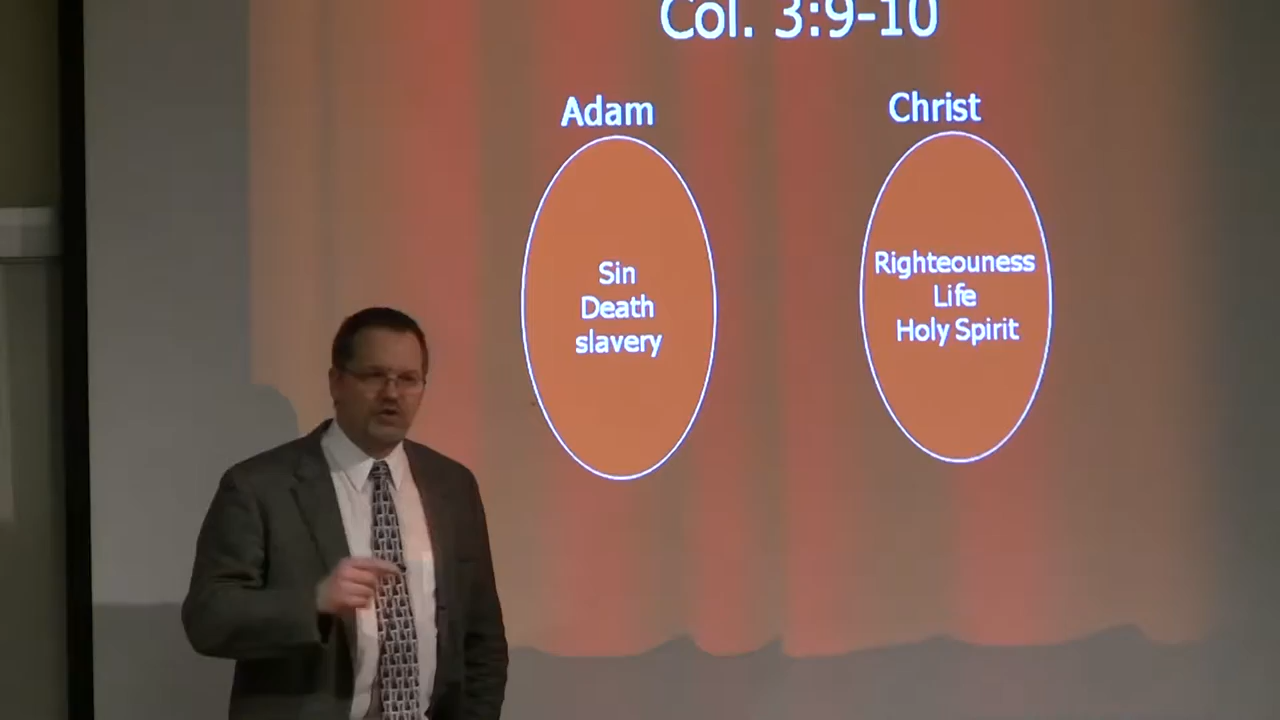 Col. 3:9-10
Adam
Christ
Sin
Death
slavery
Righteouness
Life
Holy Spirit